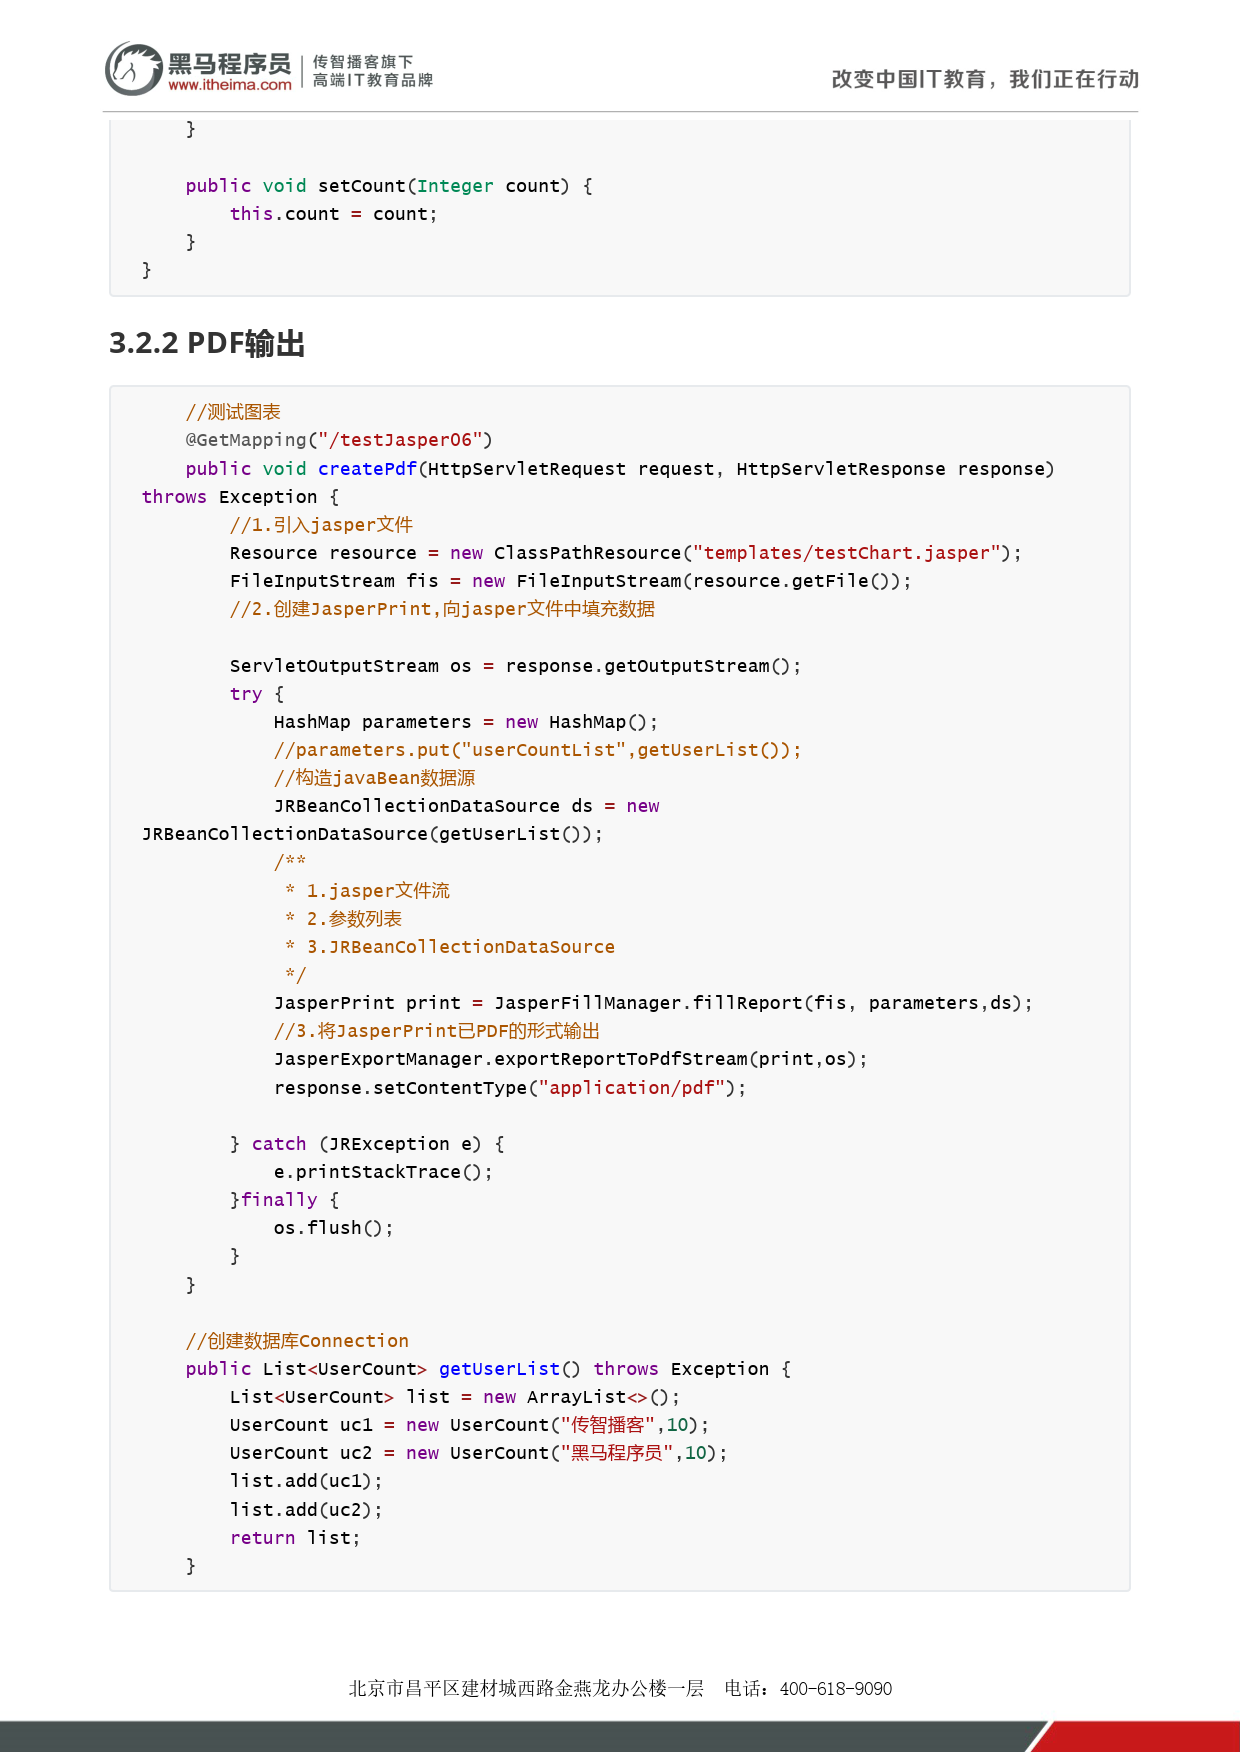 黑马程序员
www.itheima.com
传智播客旗下
高端IT教育品牌
改变中国IT教育，我们正在行动
    }

    public void setCount(Integer count) {
        this.count = count;
    }
}
3.2.2 PDF输出
    //测试图表
    @GetMapping("/testJasper06")
    public void createPdf(HttpServletRequest request, HttpServletResponse response)
throws Exception {
        //1.引入jasper文件
        Resource resource = new ClassPathResource("templates/testChart.jasper");
        FileInputStream fis = new FileInputStream(resource.getFile());
        //2.创建JasperPrint,向jasper文件中填充数据

        ServletOutputStream os = response.getOutputStream();
        try {
            HashMap parameters = new HashMap();
            //parameters.put("userCountList",getUserList());
            //构造javaBean数据源
            JRBeanCollectionDataSource ds = new
JRBeanCollectionDataSource(getUserList());
            /**
             * 1.jasper文件流
             * 2.参数列表
             * 3.JRBeanCollectionDataSource
             */
            JasperPrint print = JasperFillManager.fillReport(fis, parameters,ds);
            //3.将JasperPrint已PDF的形式输出
            JasperExportManager.exportReportToPdfStream(print,os);
            response.setContentType("application/pdf");

        } catch (JRException e) {
            e.printStackTrace();
        }finally {
            os.flush();
        }
    }

    //创建数据库Connection
    public List<UserCount> getUserList() throws Exception {
        List<UserCount> list = new ArrayList<>();
        UserCount uc1 = new UserCount("传智播客",10);
        UserCount uc2 = new UserCount("黑马程序员",10);
        list.add(uc1);
        list.add(uc2);
        return list;
    }
北京市昌平区建材城西路金燕龙办公楼一层 电话：400-618-9090